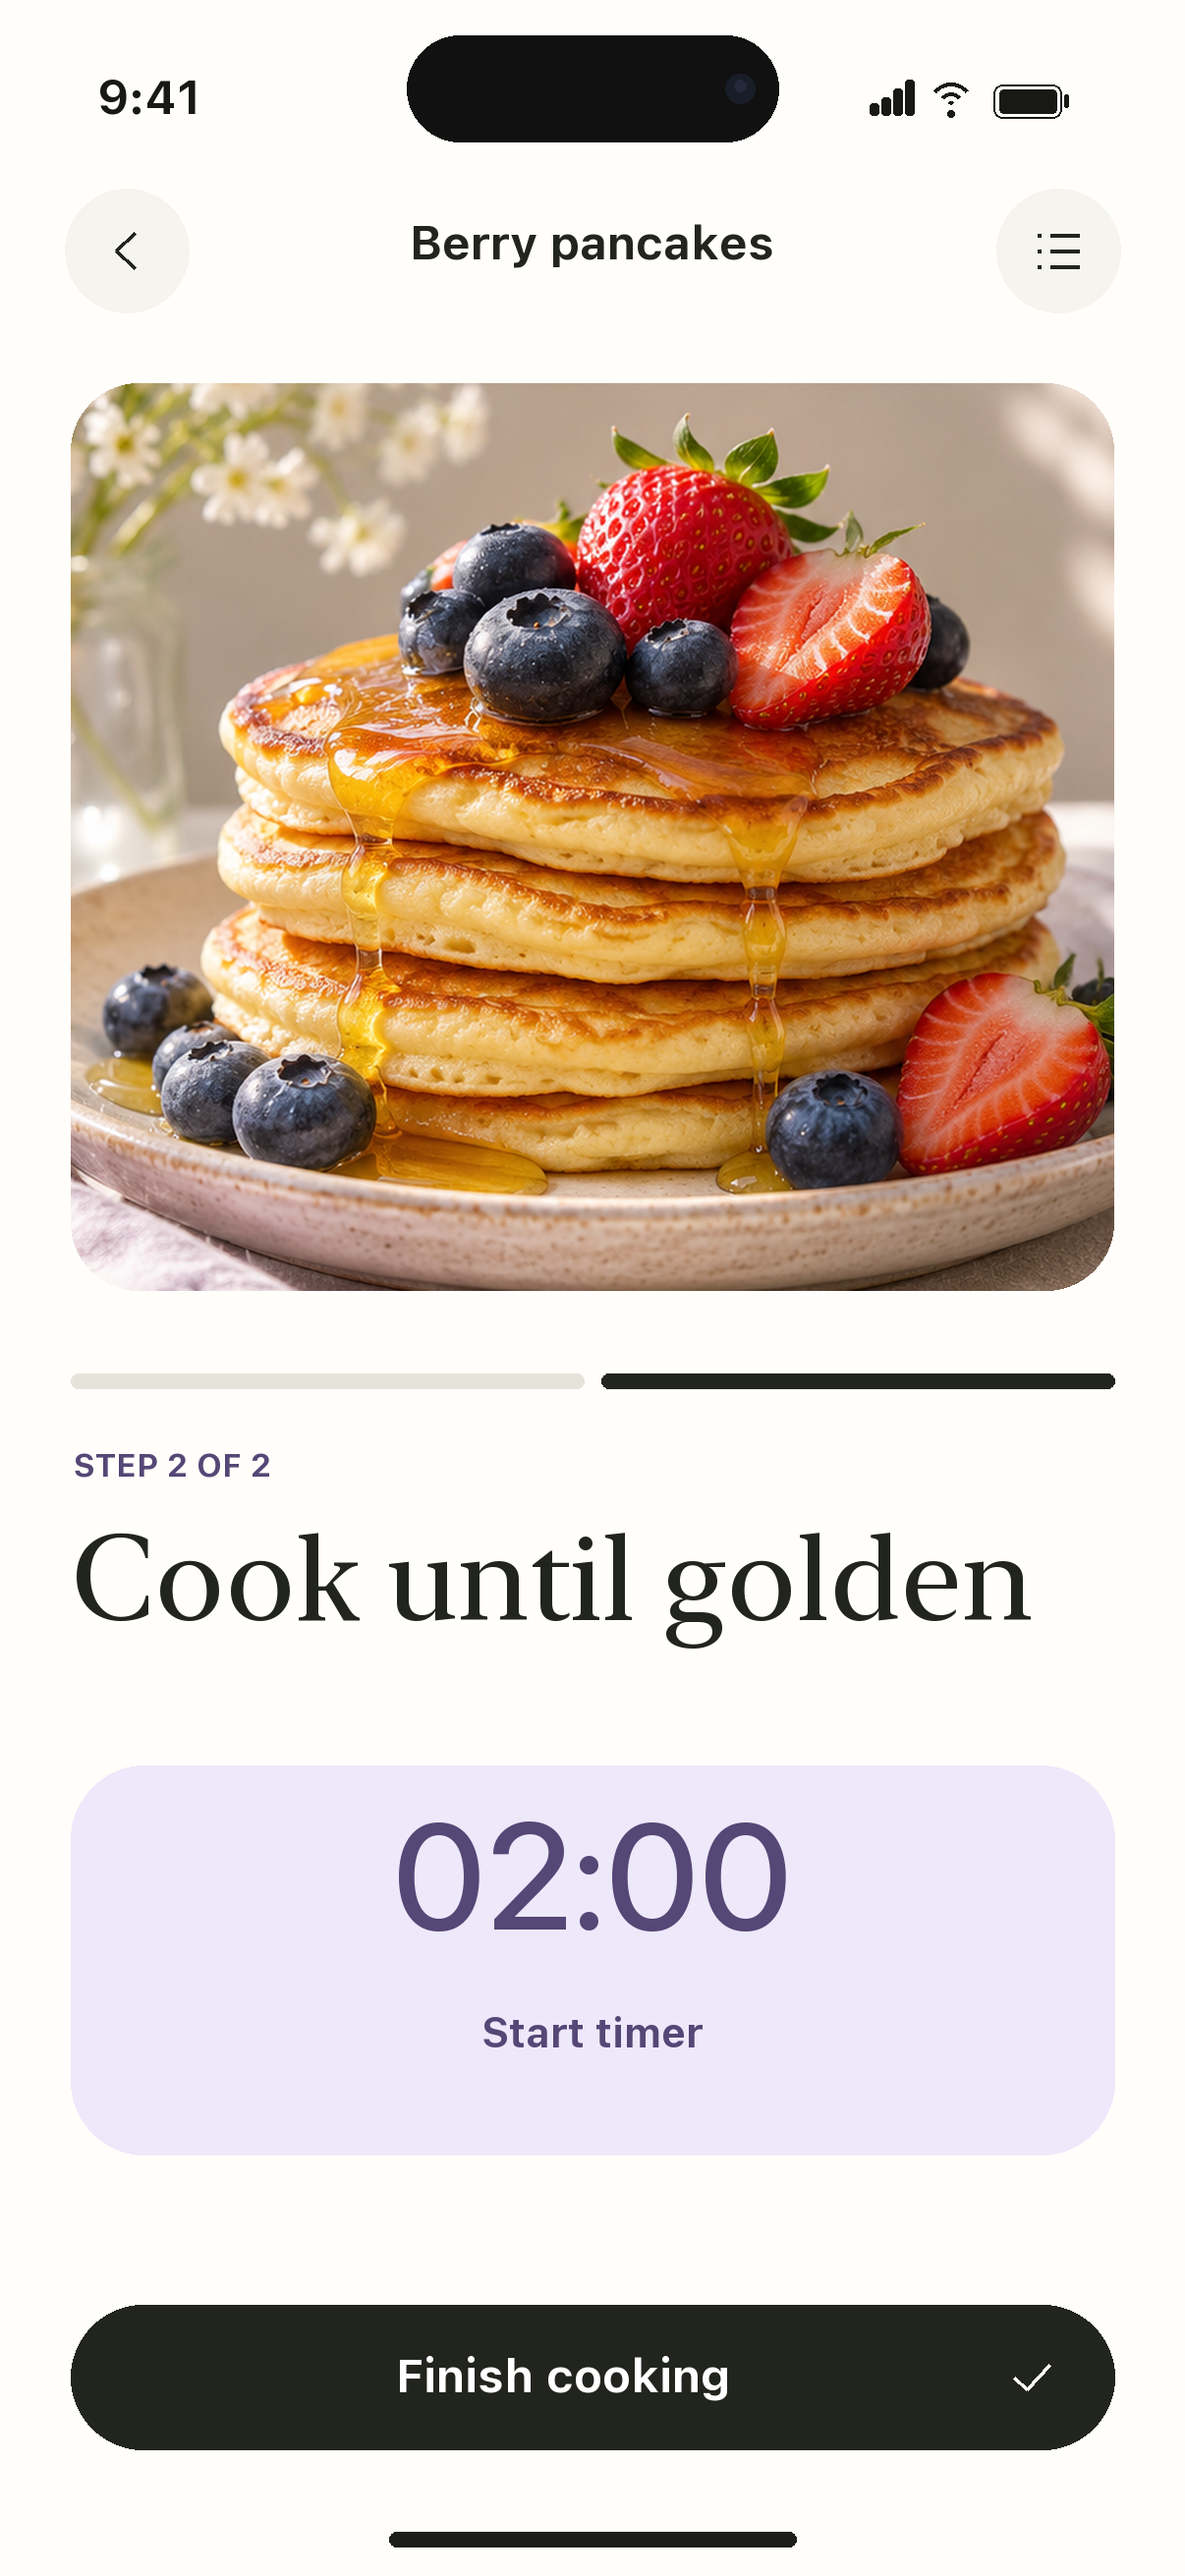 9:41
Berry pancakes
STEP 2 OF 2
Cook until golden
02:00
Start timer
Finish cooking